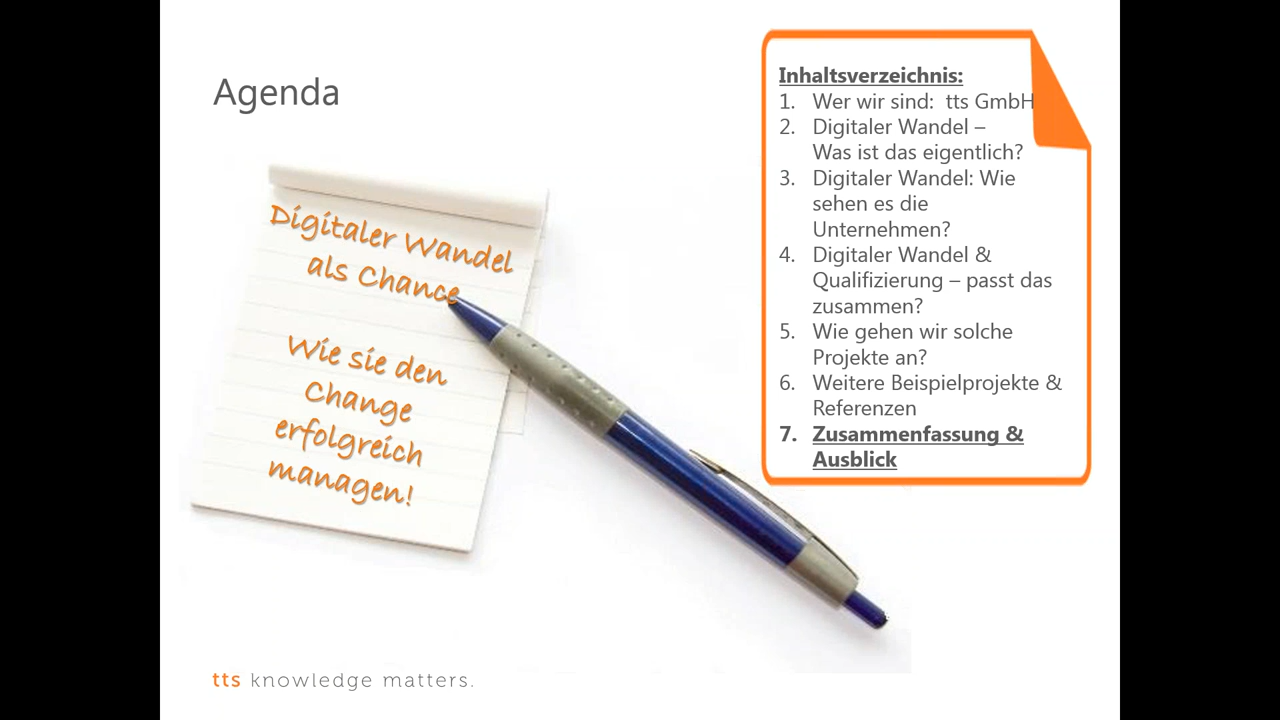 Agenda
Digitaler Wandel
als Chance
Wie sie den
Change
erfolgreich
managen!
Inhaltsverzeichnis:
1. Wer wir sind: tts GmbH
2. Digitaler Wandel –
Was ist das eigentlich?
3. Digitaler Wandel: Wie
sehen es die
Unternehmen?
4. Digitaler Wandel &
Qualifizierung – passt das
zusammen?
5. Wie gehen wir solche
Projekte an?
6. Weitere Beispielprojekte &
Referenzen
7. Zusammenfassung &
Ausblick
tts knowledge matters.